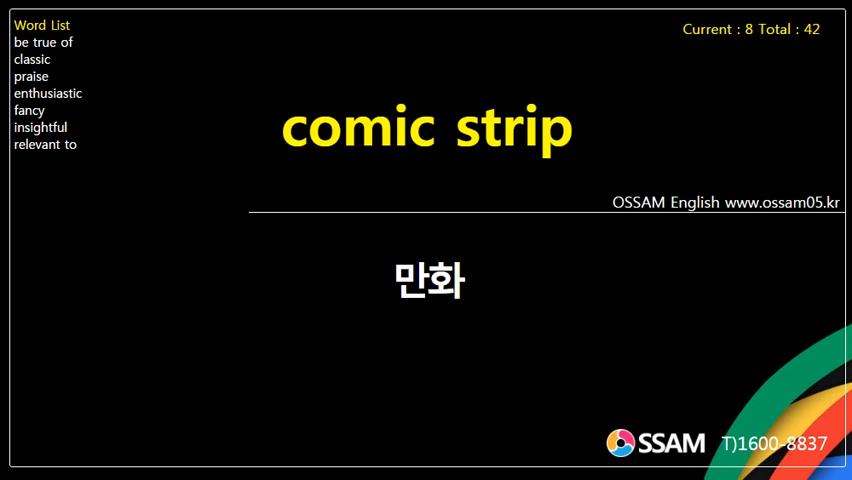 Word List
be true of
classic
praise
enthusiastic
fancy
insightful
relevant to
Current : 8 Total : 42
comic strip
OSSAM English www.ossam05.kr
만화
OSSAM T)1600-8837